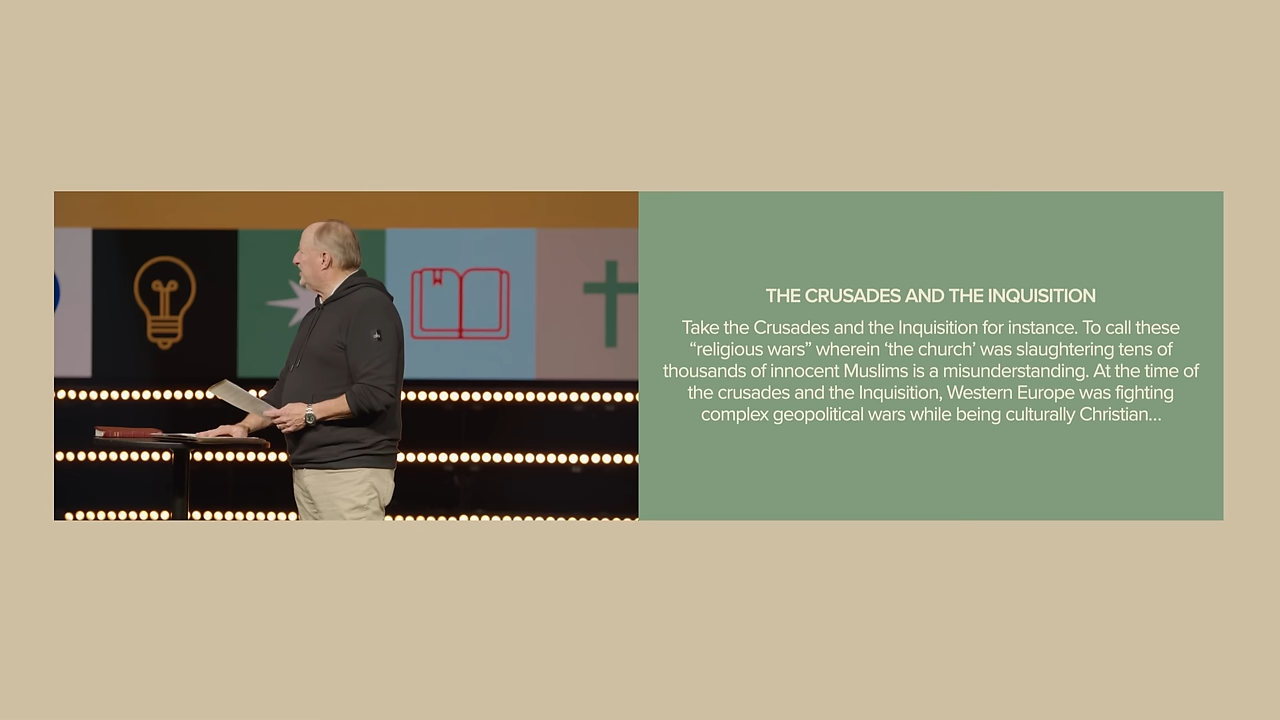 THE CRUSADES AND THE INQUISITION
Take the Crusades and the Inquisition for instance. To call these
“religious wars” wherein ‘the church’ was slaughtering tens of
thousands of innocent Muslims is a misunderstanding. At the time of
the crusades and the Inquisition, Western Europe was fighting
complex geopolitical wars while being culturally Christian...